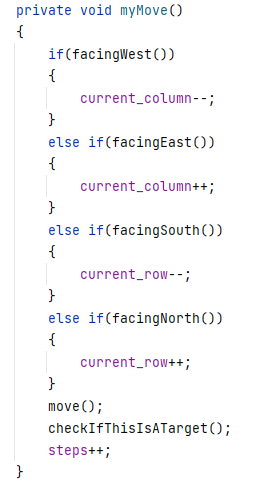 private void myMove()
{
    if(facingWest())
    {
        current_column--;
    }
    else if(facingEast())
    {
        current_column++;
    }
    else if(facingSouth())
    {
        current_row--;
    }
    else if(facingNorth())
    {
        current_row++;
    }
    move();
    checkIfThisIsATarget();
    steps++;
}